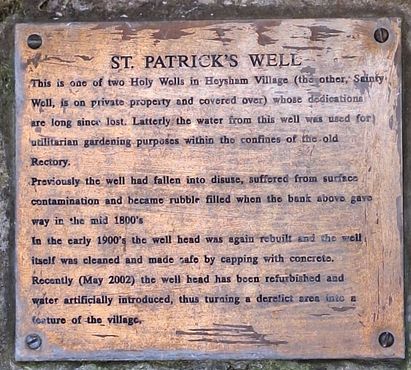 ST. PATRICK'S WELL
This is one of two Holy Wells in Heysham Village (the other, Sainty
Well, is on private property and covered over) whose dedications
are long since lost. Latterly the water from this well was used for
utilitarian gardening purposes within the confines of the old
Rectory.
Previously the well had fallen into disuse, suffered from surface
contamination and became rubble filled when the bank above gave
way in the mid 1800's
In the early 1900's the well head was again rebuilt and the well
itself was cleaned and made safe by capping with concrete.
Recently (May 2002) the well head has been refurbished and
water artificially introduced, thus turning a derelict area into a
feature of the village.